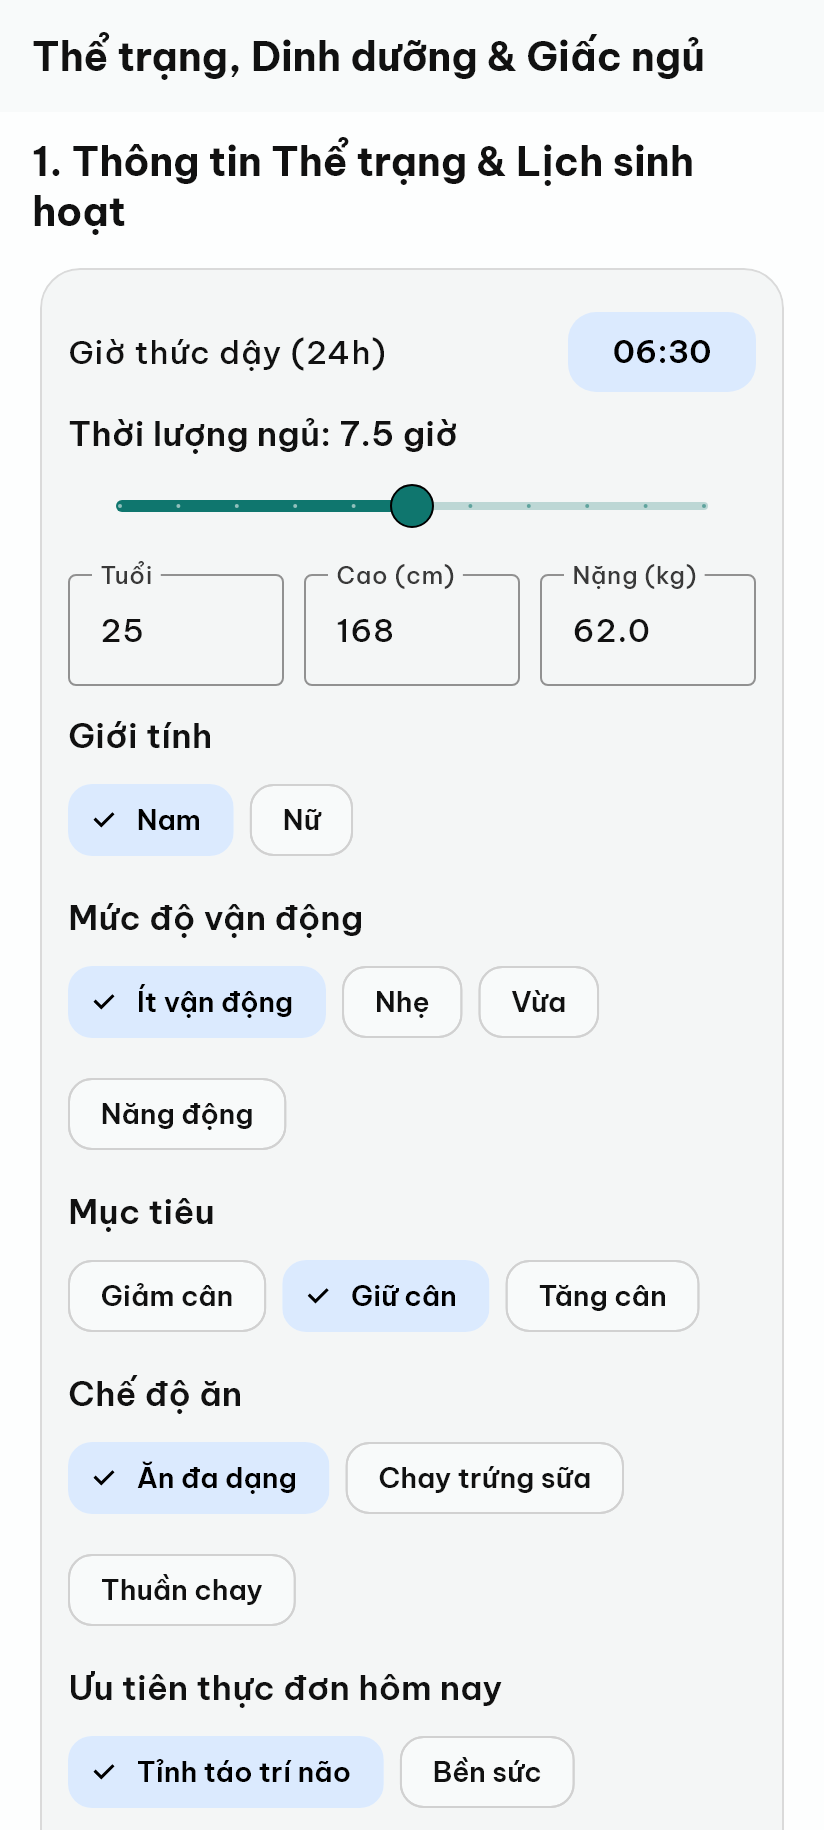 Thể trạng, Dinh dưỡng & Giấc ngủ
1. Thông tin Thể trạng & Lịch sinh
hoạt
Giờ thức dậy (24h)
06:30
Thời lượng ngủ: 7.5 giờ
Tuổi
Cao (cm)
Nặng (kg)
25
168
62.0
Giới tính
Nam
Nữ
Mức độ vận động
Ít vận động
Nhẹ
Vừa
Năng động
Mục tiêu
Giảm cân
Giữ cân
Tăng cân
Chế độ ăn
Ăn đa dạng
Chay trứng sữa
Thuần chay
Ưu tiên thực đơn hôm nay
Tỉnh táo trí não
Bền sức